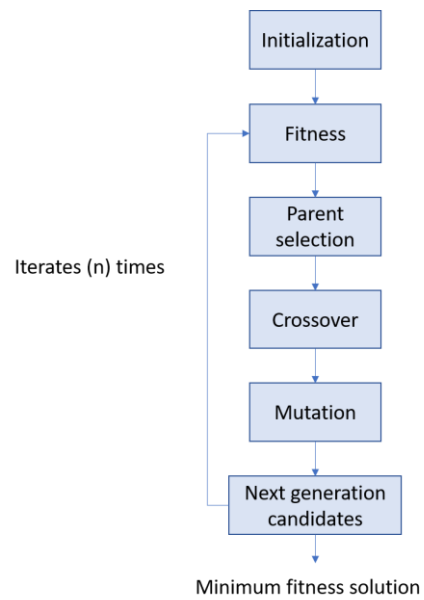 Initialization
Fitness
Parent
selection
Iterates (n) times
Crossover
Mutation
Next generation
candidates
Minimum fitness solution